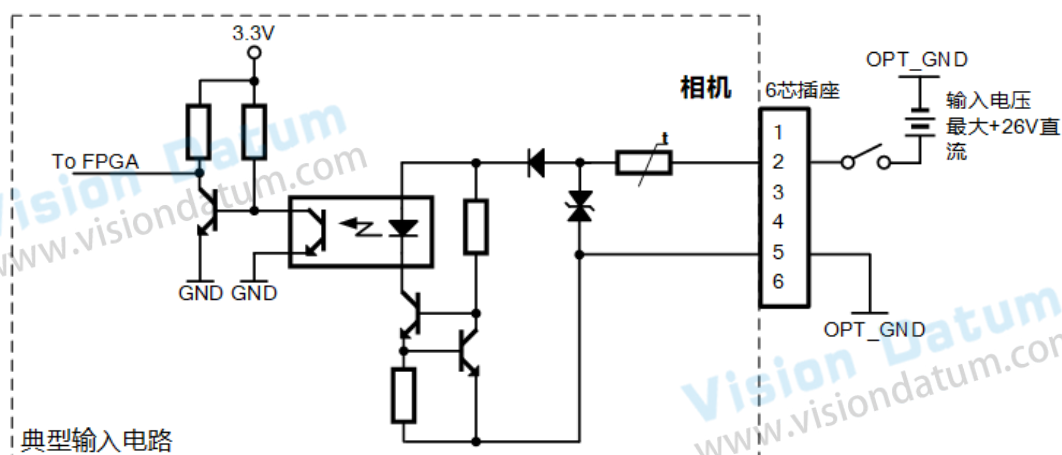 3.3V
To FPGA
GND
GND
相机
6芯插座
1
2
3
4
5
6
t
OPT_GND
输入电压
最大+26V直
流
OPT_GND
典型输入电路
Vision Datum
www.visiondatum.com
Vision Datum
www.visiondatum.com